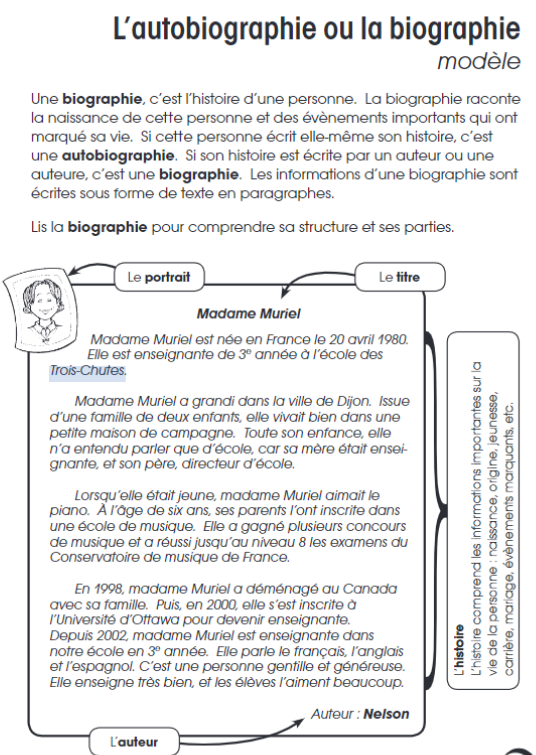 L'autobiographie ou la biographie
modèle
Une biographie, c'est l'histoire d'une personne. La biographie raconte
la naissance de cette personne et des évènements importants qui ont
marqué sa vie. Si cette personne écrit elle-même son histoire, c'est
une autobiographie. Si son histoire est écrite par un auteur ou une
auteure, c'est une biographie. Les informations d'une biographie sont
écrites sous forme de texte en paragraphes.
Lis la biographie pour comprendre sa structure et ses parties.
Le portrait
Le titre
Madame Muriel
Madame Muriel est née en France le 20 avril 1980.
Elle est enseignante de 3e année à l'école des
Trois-Chutes.
Madame Muriel a grandi dans la ville de Dijon. Issue
d'une famille de deux enfants, elle vivait bien dans une
petite maison de campagne. Toute son enfance, elle
n'a entendu parler que d'école, car sa mère était ensei-
gnante, et son père, directeur d'école.
Lorsqu'elle était jeune, madame Muriel aimait le
piano. À l'âge de six ans, ses parents l'ont inscrite dans
une école de musique. Elle a gagné plusieurs concours
de musique et a réussi jusqu'au niveau 8 les examens du
Conservatoire de musique de France.
En 1998, madame Muriel a déménagé au Canada
avec sa famille. Puis, en 2000, elle s'est inscrite à
l'Université d'Ottawa pour devenir enseignante.
Depuis 2002, madame Muriel est enseignante dans
notre école en 3e année. Elle parle le français, l'anglais
et l'espagnol. C'est une personne gentille et généreuse.
Elle enseigne très bien, et les élèves l'aiment beaucoup.
Auteur : Nelson
L'auteur
L'histoire
L'histoire comprend les informations importantes sur la
vie de la personne : naissance, origine, jeunesse,
carrière, mariage, évènements marquants, etc.